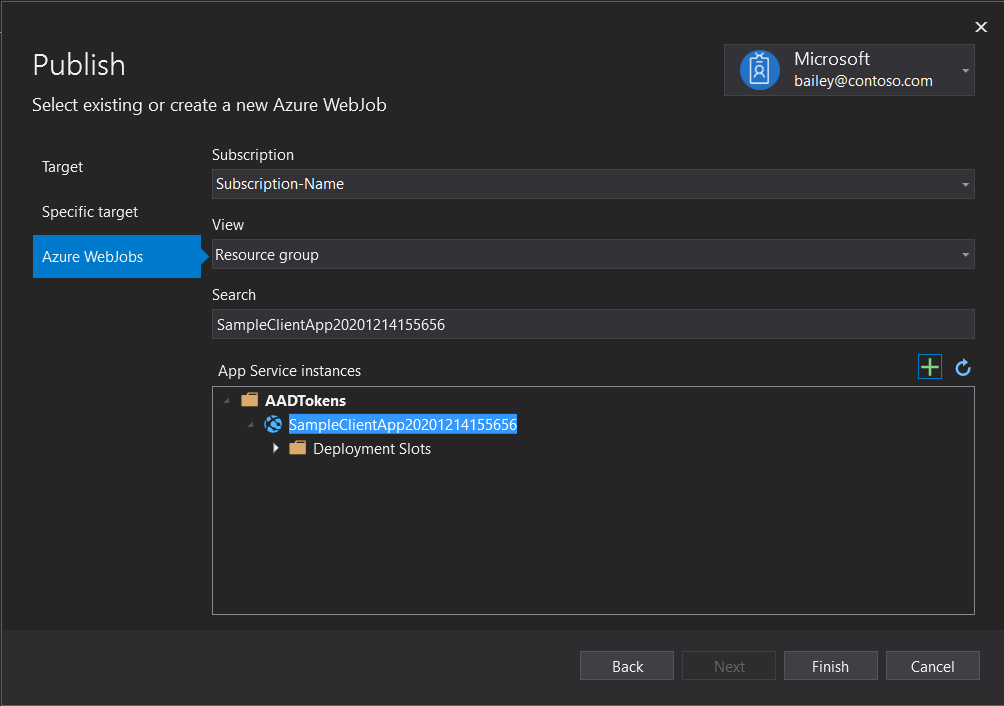 Publish
Microsoft
bailey@contoso.com
Select existing or create a new Azure WebJob
Target
Specific target
Azure WebJobs
Subscription
Subscription-Name
View
Resource group
Search
SampleClientApp20201214155656
App Service instances
AADTokens
SampleClientApp20201214155656
Deployment Slots
Back
Next
Finish
Cancel